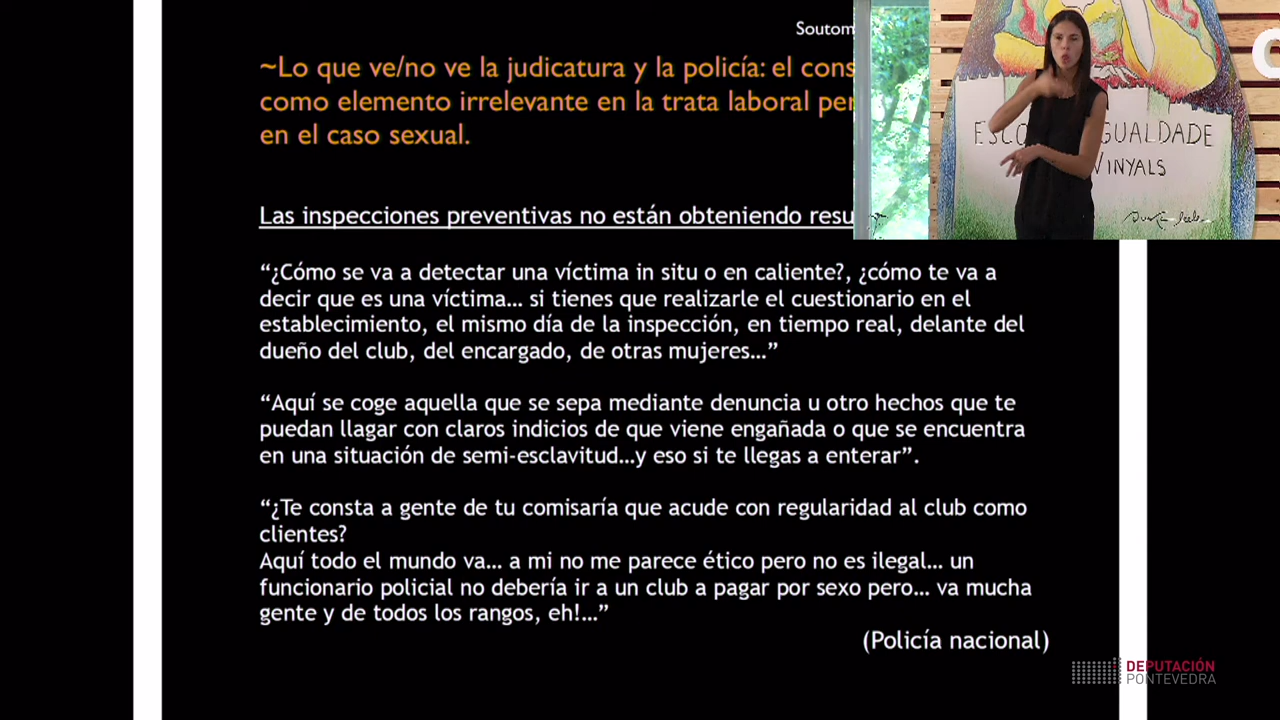 Soutom
~Lo que ve/no ve la judicatura y la policía: el cons
como elemento irrelevante en la trata laboral per
en el caso sexual.
Las inspecciones preventivas no están obteniendo resu
“¿Cómo se va a detectar una víctima in situ o en caliente?, ¿cómo te va a
decir que es una víctima… si tienes que realizarle el cuestionario en el
establecimiento, el mismo día de la inspección, en tiempo real, delante del
dueño del club, del encargado, de otras mujeres…”
“Aquí se coge aquella que se sepa mediante denuncia u otro hechos que te
puedan llagar con claros indicios de que viene engañada o que se encuentra
en una situación de semi-esclavitud…y eso si te llegas a enterar”.
“¿Te consta a gente de tu comisaría que acude con regularidad al club como
clientes?
Aquí todo el mundo va… a mi no me parece ético pero no es ilegal… un
funcionario policial no debería ir a un club a pagar por sexo pero… va mucha
gente y de todos los rangos, eh!…”
(Policía nacional)
DEPUTACIÓN
PONTEVEDRA